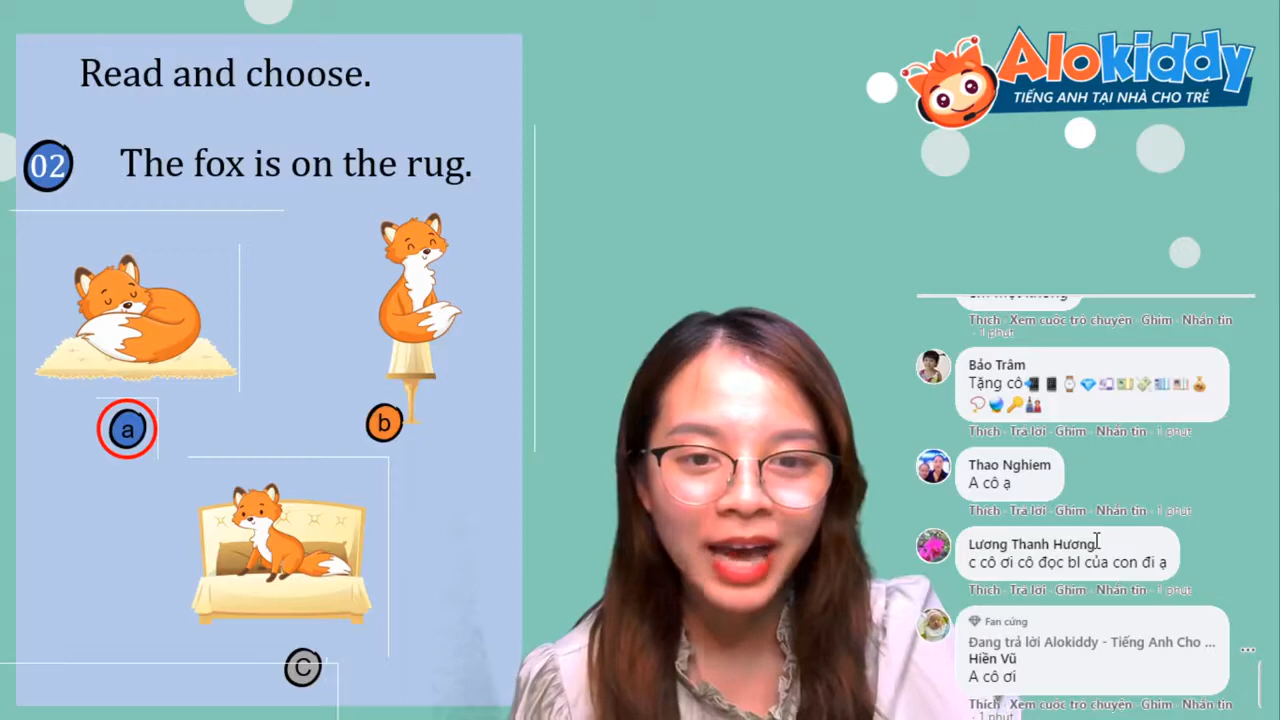 Read and choose.
02
The fox is on the rug.
a
b
C
Alokiddy
TIẾNG ANH TẠI NHÀ CHO TRẺ
Thích · Xem cuộc trò chuyện · Ghim · Nhắn tin
· 1 phút
Bảo Trâm
Tặng cô
Thích · Trả lời · Ghim · Nhắn tin · 1 phút
Thao Nghiem
A cô ạ
Thích · Trả lời · Ghim · Nhắn tin · 1 phút
Lương Thanh Hương
c cô ơi cô đọc bl của con đi ạ
Thích · Trả lời · Ghim · Nhắn tin · 1 phút
Fan cứng
Đang trả lời Alokiddy - Tiếng Anh Cho ...
Hiền Vũ
A cô ơi
Thích · Xem cuộc trò chuyện · Ghim · Nhắn tin
· 1 phút